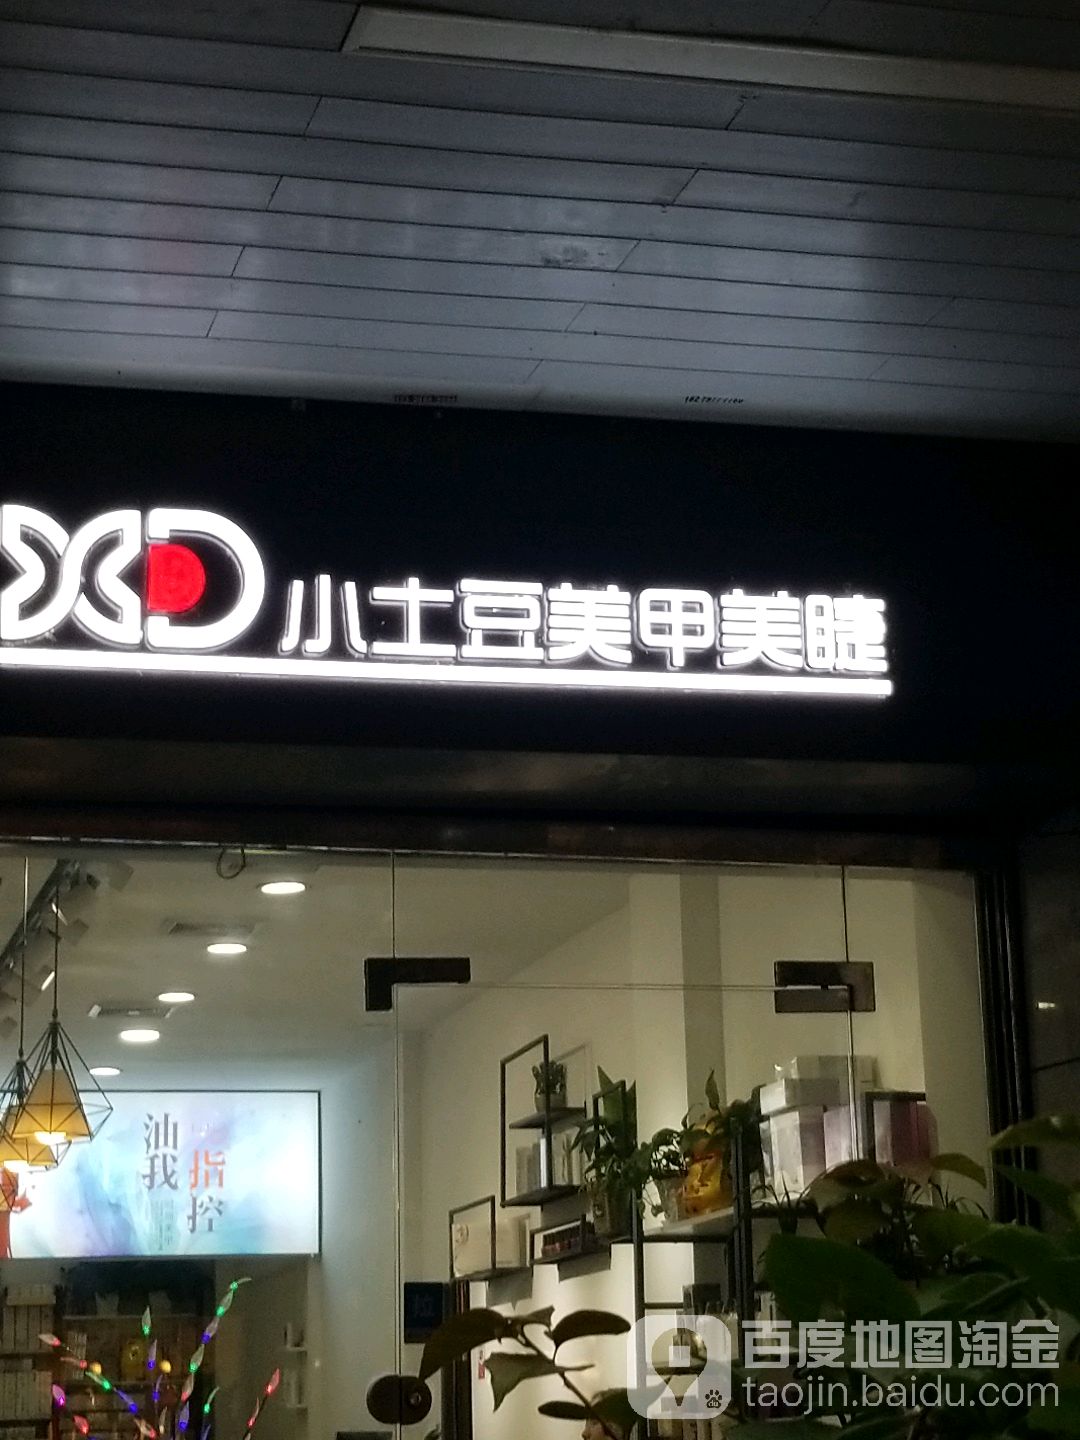 XD 小土豆美甲美睫
油我
指控
拉
百度地图淘金
taojin.baidu.com